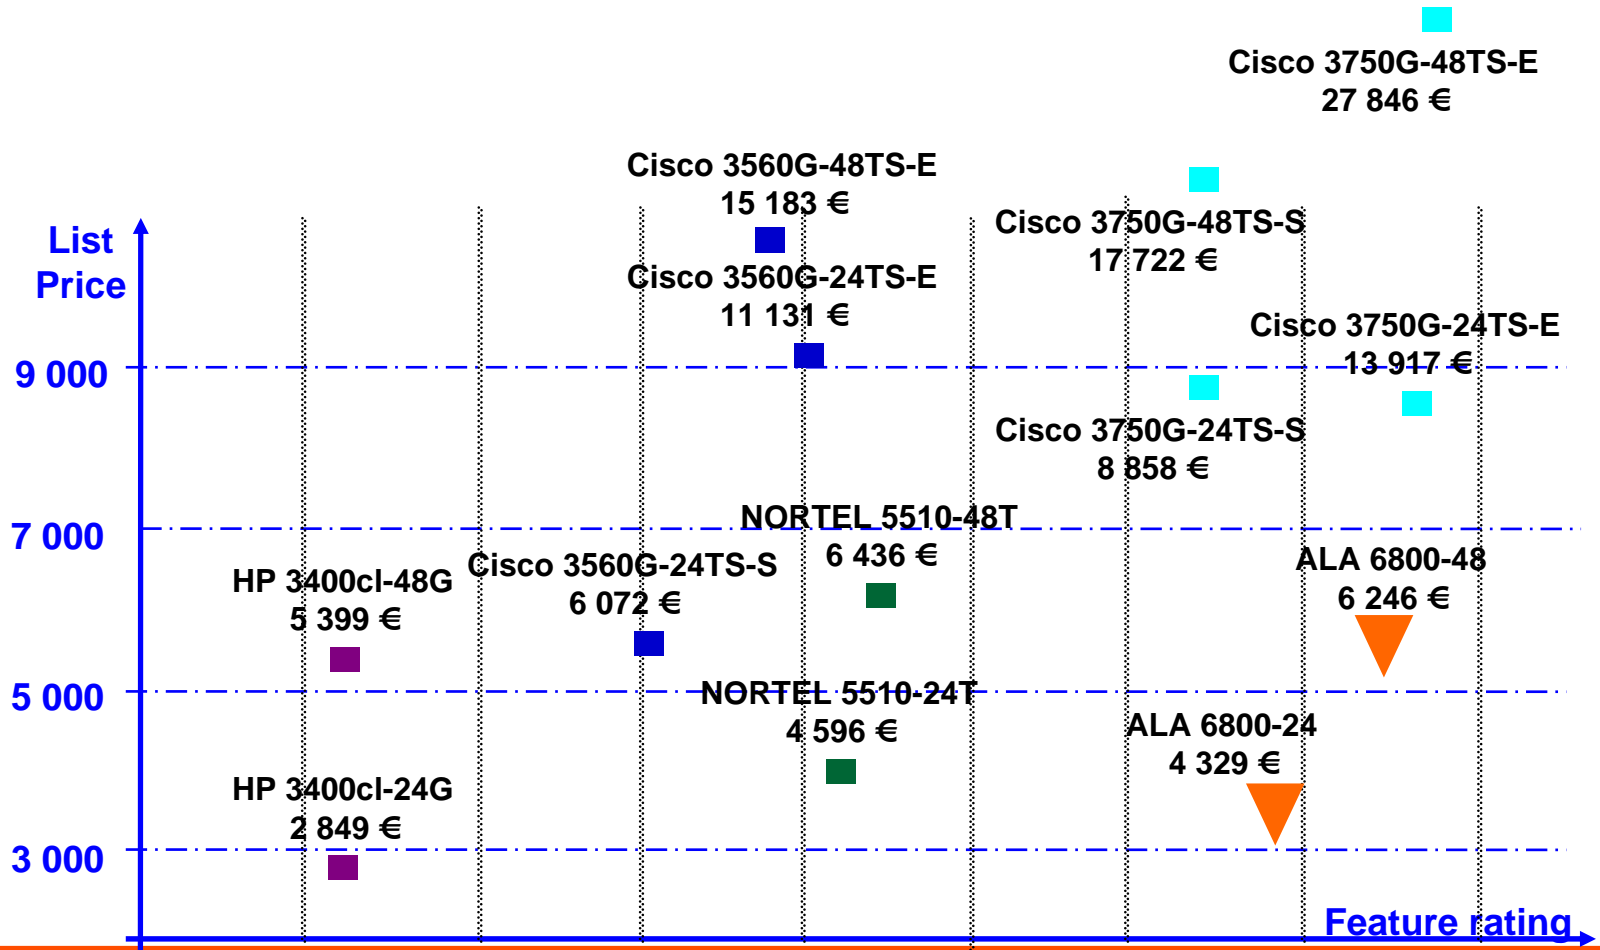 Cisco 3750G-48TS-E
27 846 €
Cisco 3560G-48TS-E
15 183 €
Cisco 3750G-48TS-S
17 722 €
List
Price
Cisco 3560G-24TS-E
11 131 €
Cisco 3750G-24TS-E
13 917 €
9 000
Cisco 3750G-24TS-S
8 858 €
7 000
NORTEL 5510-48T
6 436 €
Cisco 3560G-24TS-S
6 072 €
HP 3400cl-48G
5 399 €
ALA 6800-48
6 246 €
5 000
NORTEL 5510-24T
4 596 €
ALA 6800-24
4 329 €
HP 3400cl-24G
2 849 €
3 000
Feature rating